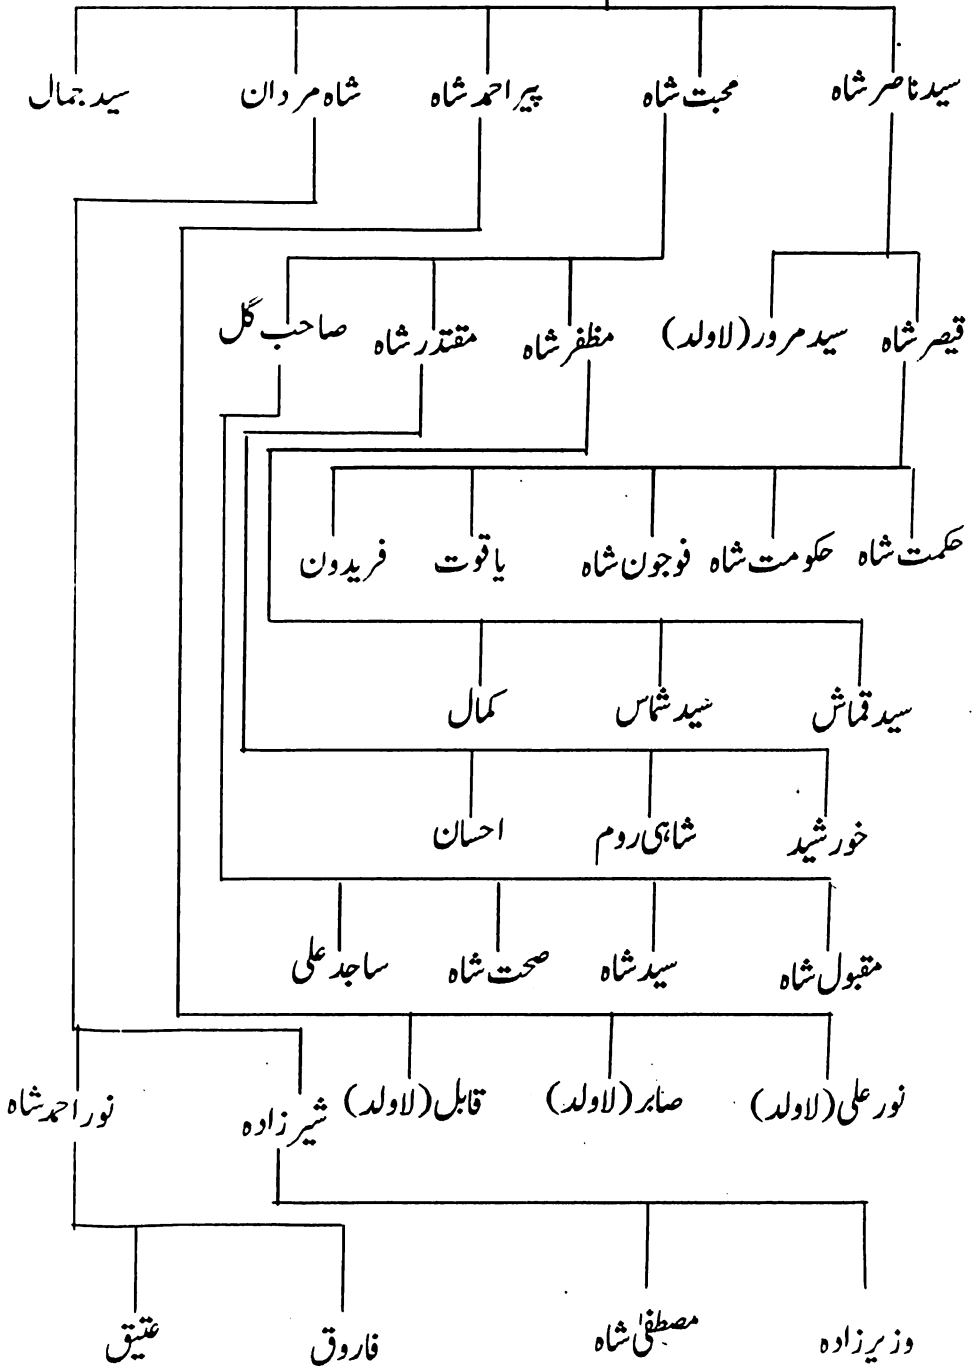 سید ناصر شاہ محبت شاہ پیر احمد شاہ شاہ مردان سید جمال
قیصر شاہ سید مرور (لاولد) مظفر شاہ مقتدر شاہ صاحب گل
حکمت شاہ حکومت شاہ فوجون شاہ یاقوت فریدون
سید قماش سید شماس کمال
خورشید شاہی روم احسان
مقبول شاہ سید شاہ صحت شاہ ساجد علی
نور علی (لاولد) صابر (لاولد) قابل (لاولد) شیر زادہ نور احمد شاہ
وزیر زادہ مصطفیٰ شاہ فاروق عتیق